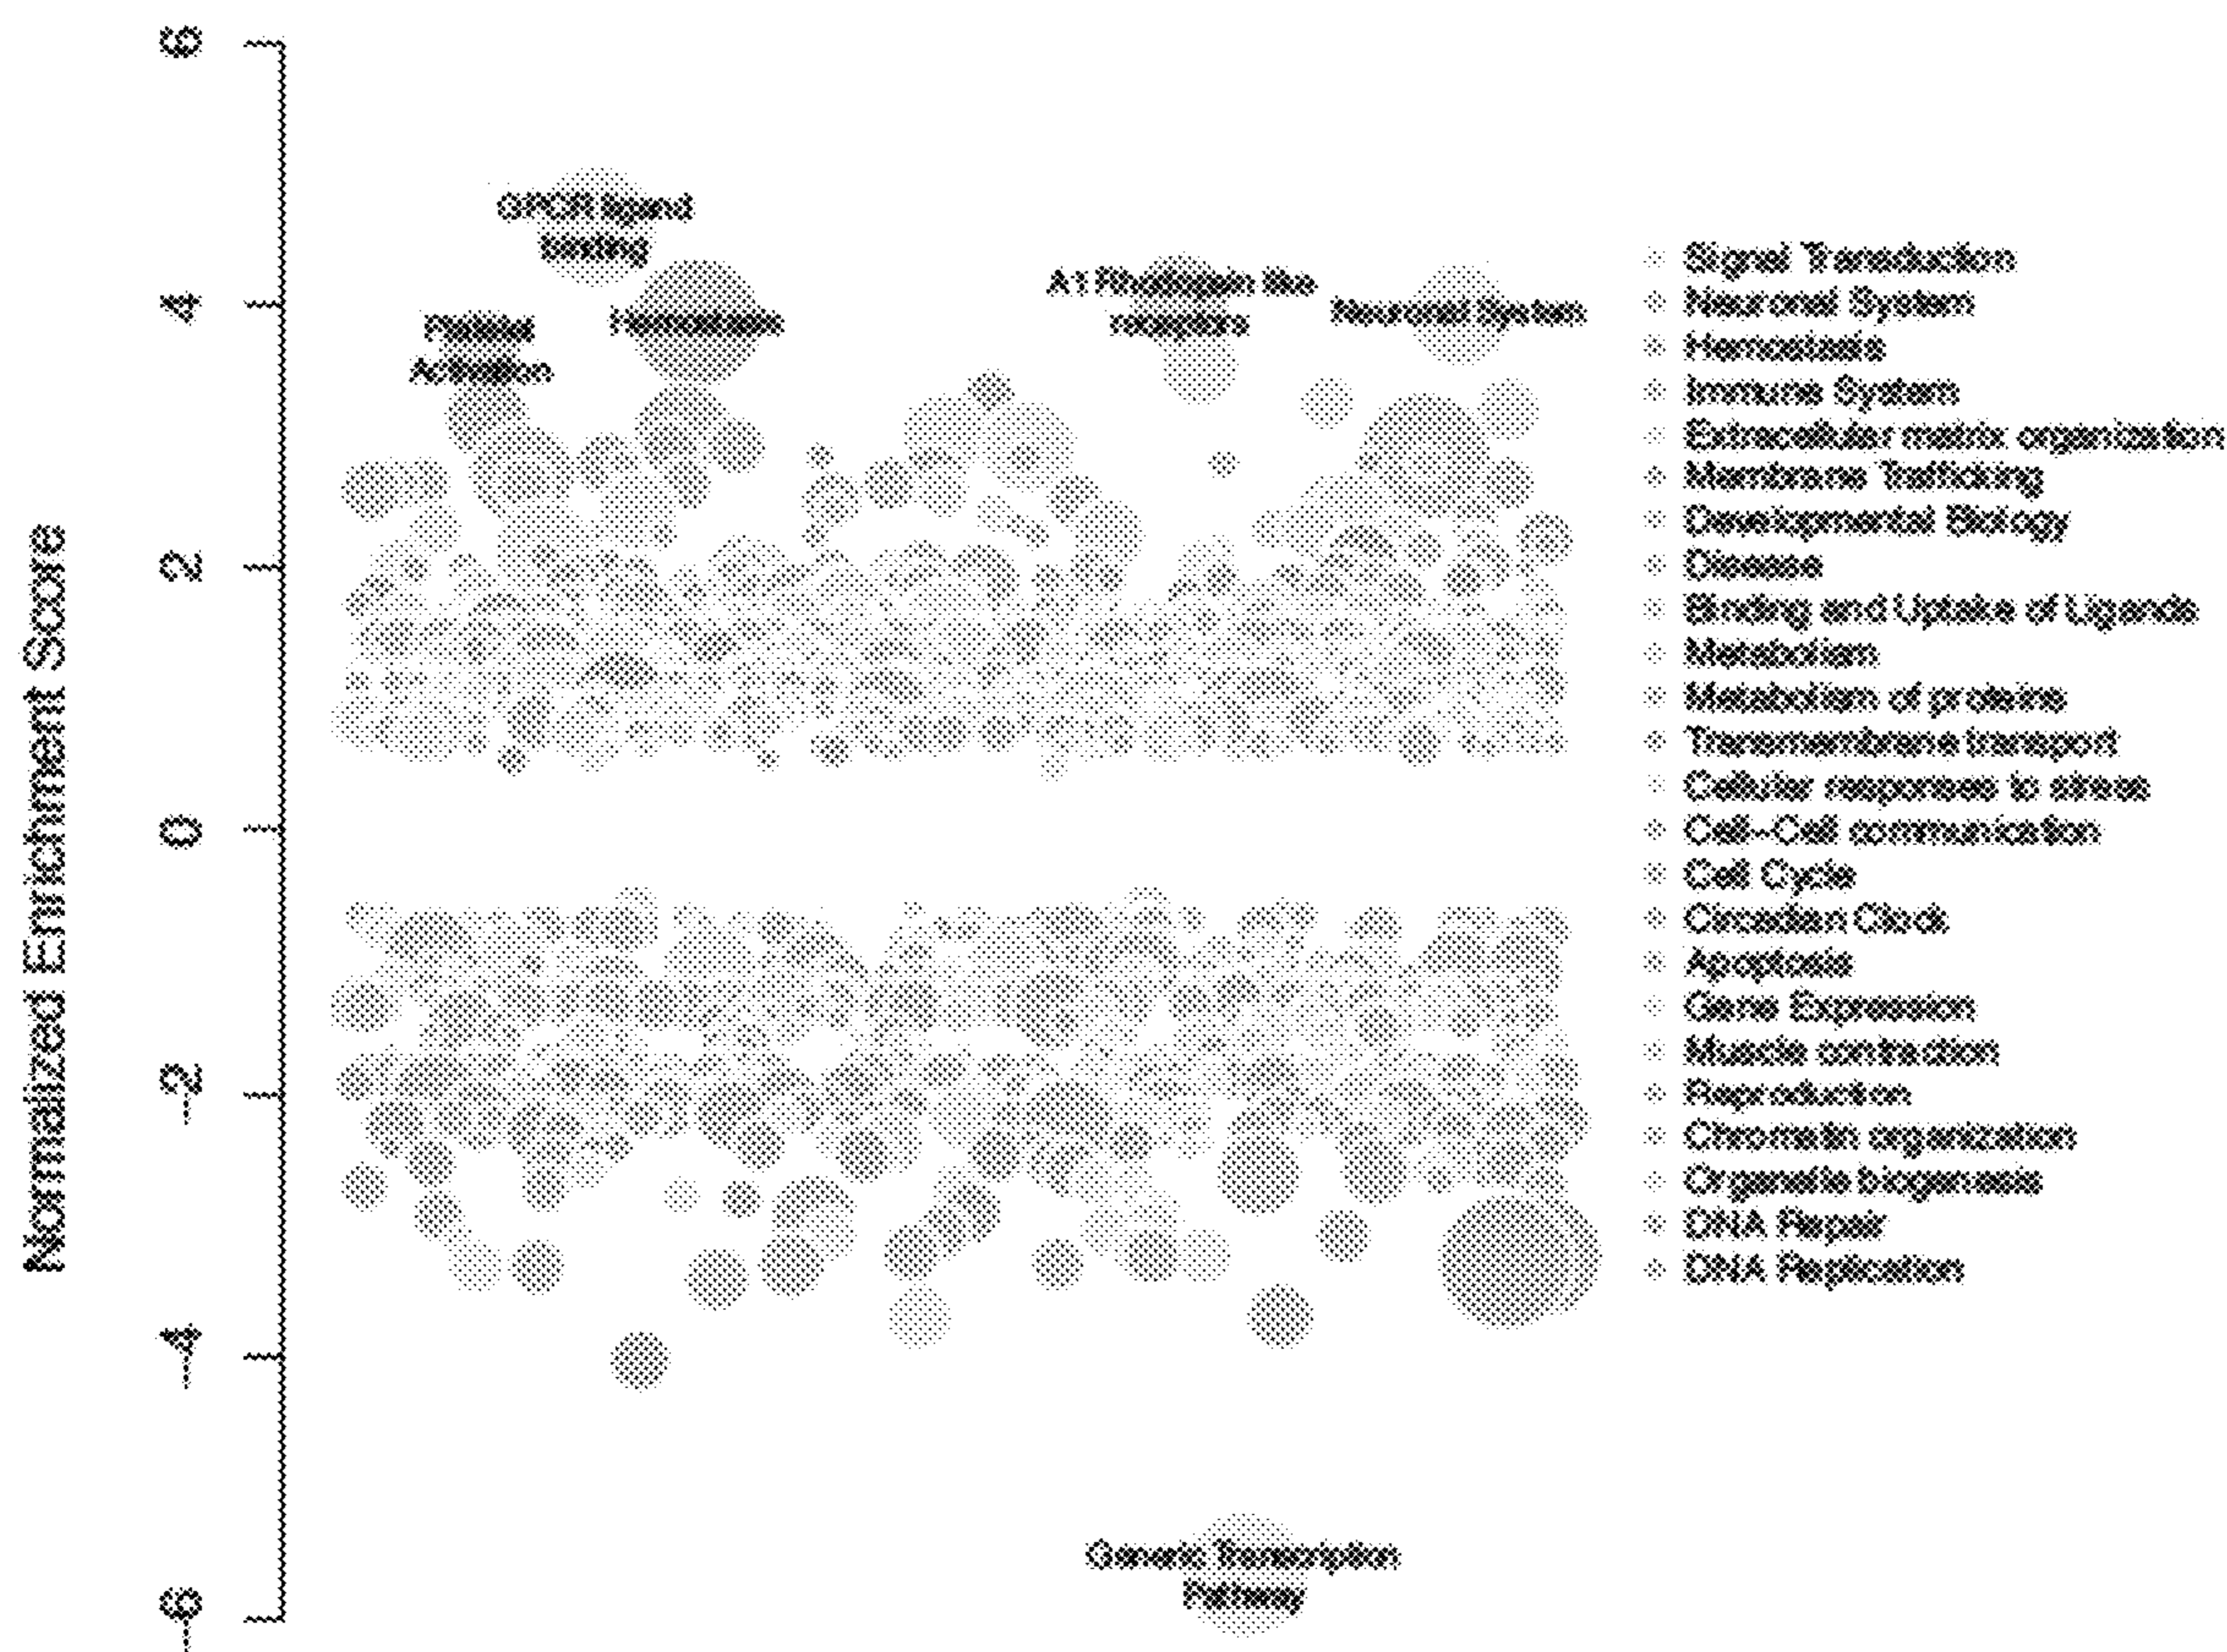 Normalized Enrichment Score
6
4
2
0
-2
-4
-6
GPCR ligand
binding
Platelet
Activation
Hemostasis
A1 Rhodopsin like
receptors
Neuronal System
Generic Transcription
Pathway
Signal Transduction
Neuronal System
Hemostasis
Immune System
Extracellular matrix organization
Membrane Trafficking
Developmental Biology
Disease
Binding and Uptake of Ligands
Metabolism
Metabolism of proteins
Transmembrane transport
Cellular responses to stress
Cell-Cell communication
Cell Cycle
Circadian Clock
Apoptosis
Gene Expression
Muscle contraction
Reproduction
Chromatin organization
Organelle biogenesis
DNA Repair
DNA Replication